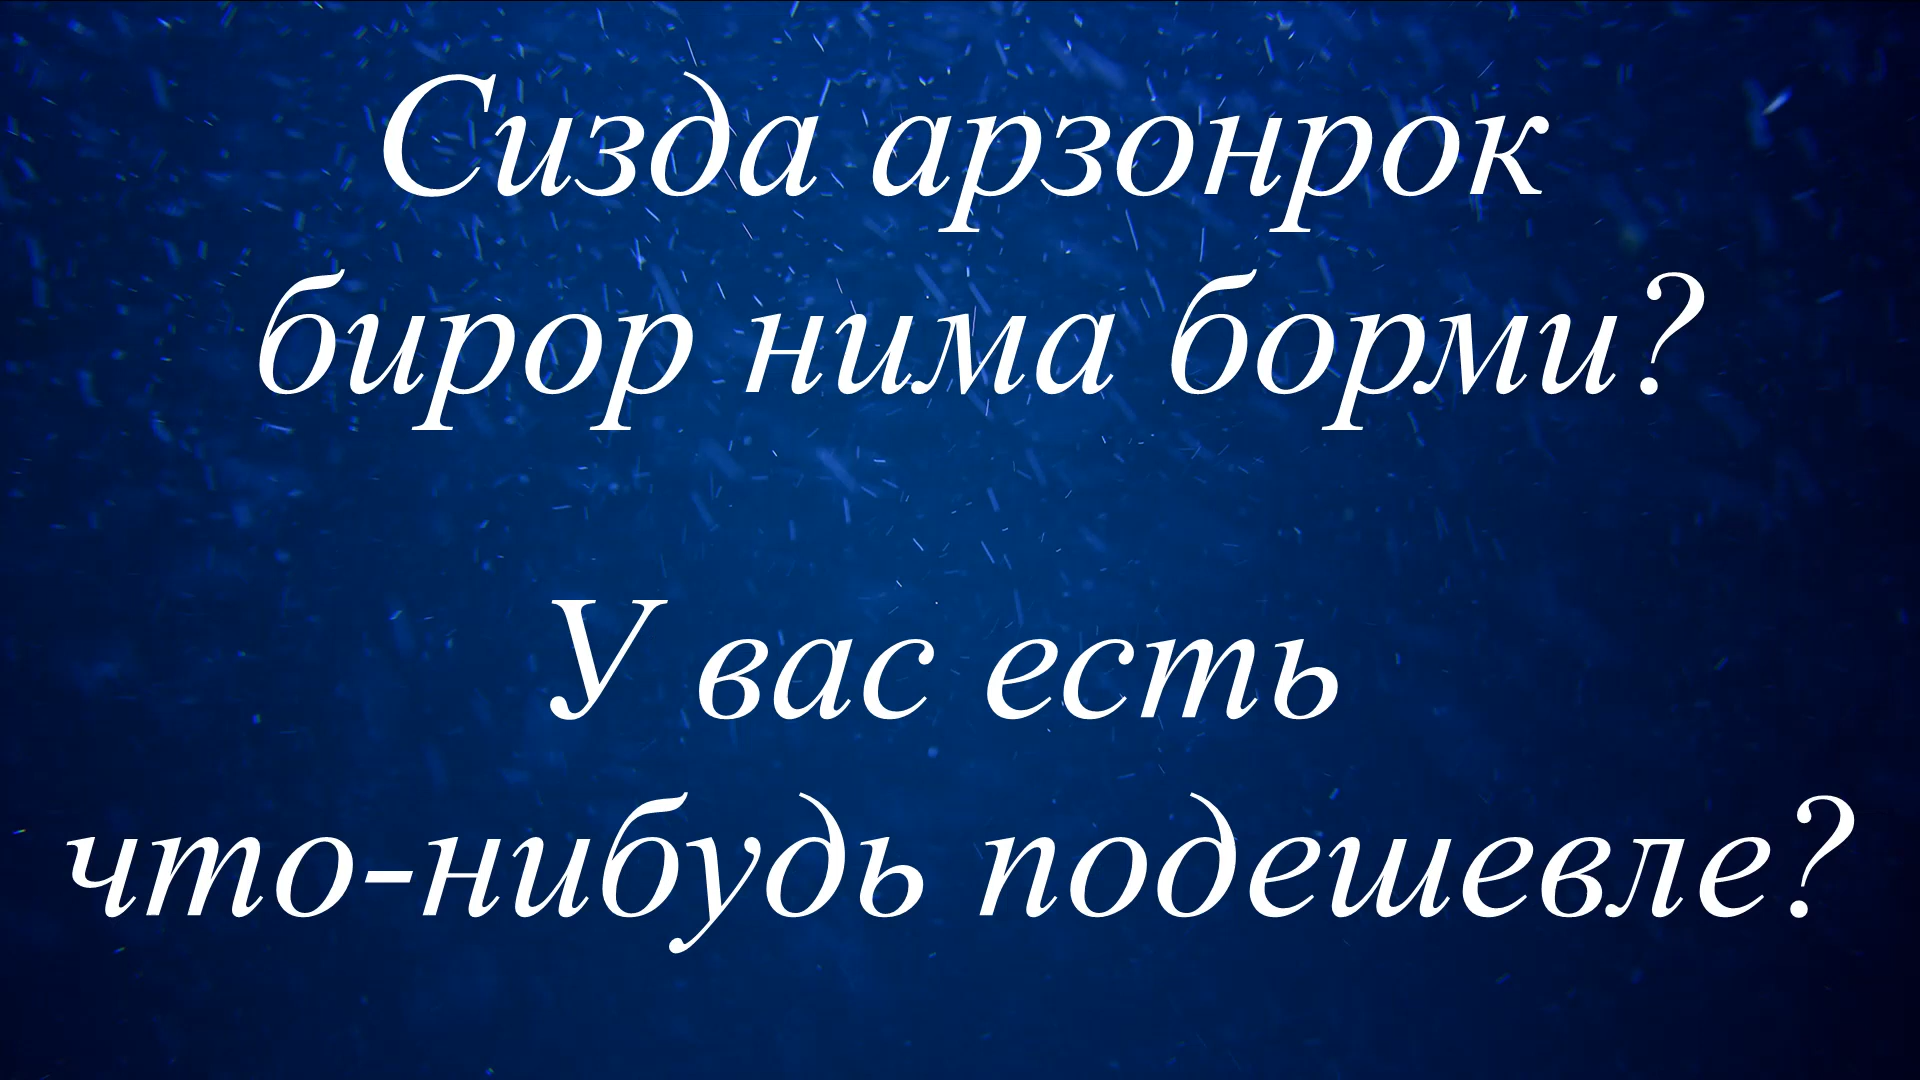 Сизда арзонрок
бирор нима борми?
У вас есть
что-нибудь подешевле?